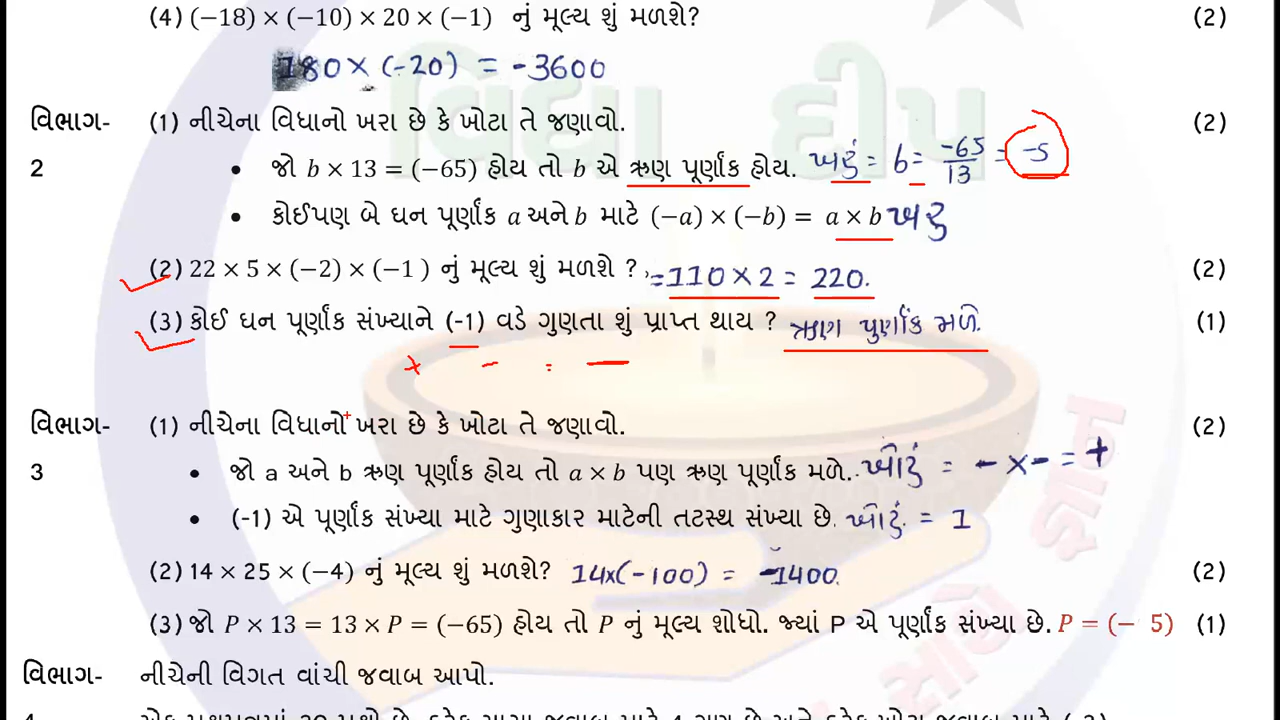 (4) (−18) × (−10) × 20 × (−1) નું મૂલ્ય શું મળશે? (2)
180 × (-20) = -3600
વિભાગ- (1) નીચેના વિધાનો ખરા છે કે ખોટા તે જણાવો. (2)
2 • જો b × 13 = (−65) હોય તો b એ ઋણ પૂર્ણાંક હોય. ખરું = b = -65/13 = -5
• કોઈપણ બે ઘન પૂર્ણાંક a અને b માટે (−a) × (−b) = a × b ખરું
(2) 22 × 5 × (−2) × (−1 ) નું મૂલ્ય શું મળશે ? = 110 × 2 = 220. (2)
(3) કોઈ ઘન પૂર્ણાંક સંખ્યાને (-1) વડે ગુણતા શું પ્રાપ્ત થાય ? ઋણ પુર્ણાંક મળે. (1)
+ - = -
વિભાગ- (1) નીચેના વિધાનો ખરા છે કે ખોટા તે જણાવો. (2)
3 • જો a અને b ઋણ પૂર્ણાંક હોય તો a × b પણ ઋણ પૂર્ણાંક મળે. ખોટું = - × - = +
• (-1) એ પૂર્ણાંક સંખ્યા માટે ગુણાકાર માટેની તટસ્થ સંખ્યા છે. ખોટું. = 1
(2) 14 × 25 × (−4) નું મૂલ્ય શું મળશે? 14×(-100) = -1400. (2)
(3) જો P × 13 = 13 × P = (−65) હોય તો P નું મૂલ્ય શોધો. જ્યાં P એ પૂર્ણાંક સંખ્યા છે. P = (− 5) (1)
વિભાગ- નીચેની વિગત વાંચી જવાબ આપો.
વિદ્યા દીપ